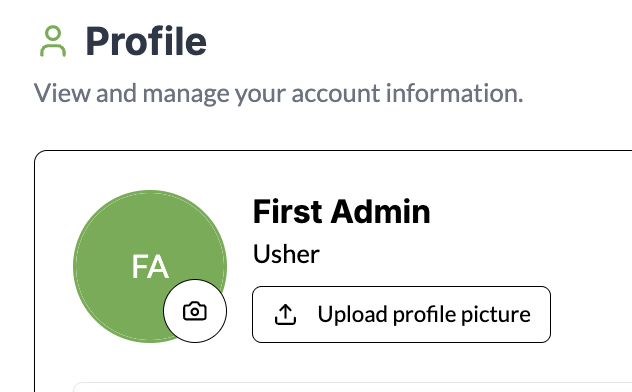 Profile
View and manage your account information.
First Admin
FA
Usher
Upload profile picture